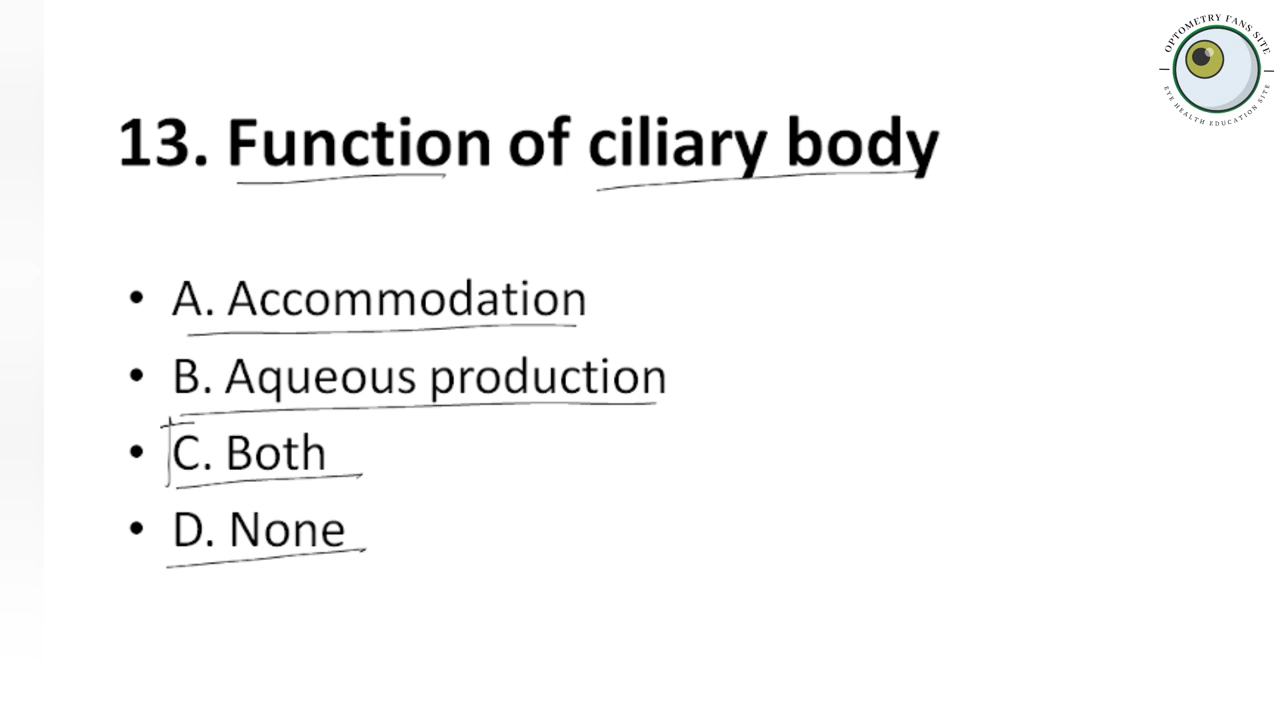 OPTOMETRY FANS SITE
EYE HEALTH EDUCATION SITE
13. Function of ciliary body
• A. Accommodation
• B. Aqueous production
• C. Both
• D. None